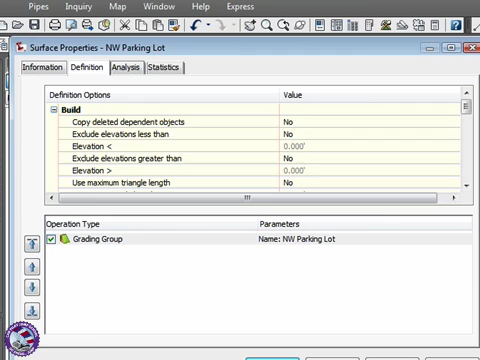 Pipes Inquiry Map Window Help Express
Surface Properties - NW Parking Lot
Information Definition Analysis Statistics
Definition Options Value
Build
Copy deleted dependent objects No
Exclude elevations less than No
Elevation < 0.000'
Exclude elevations greater than No
Elevation > 0.000'
Use maximum triangle length No
Operation Type Parameters
Grading Group Name: NW Parking Lot